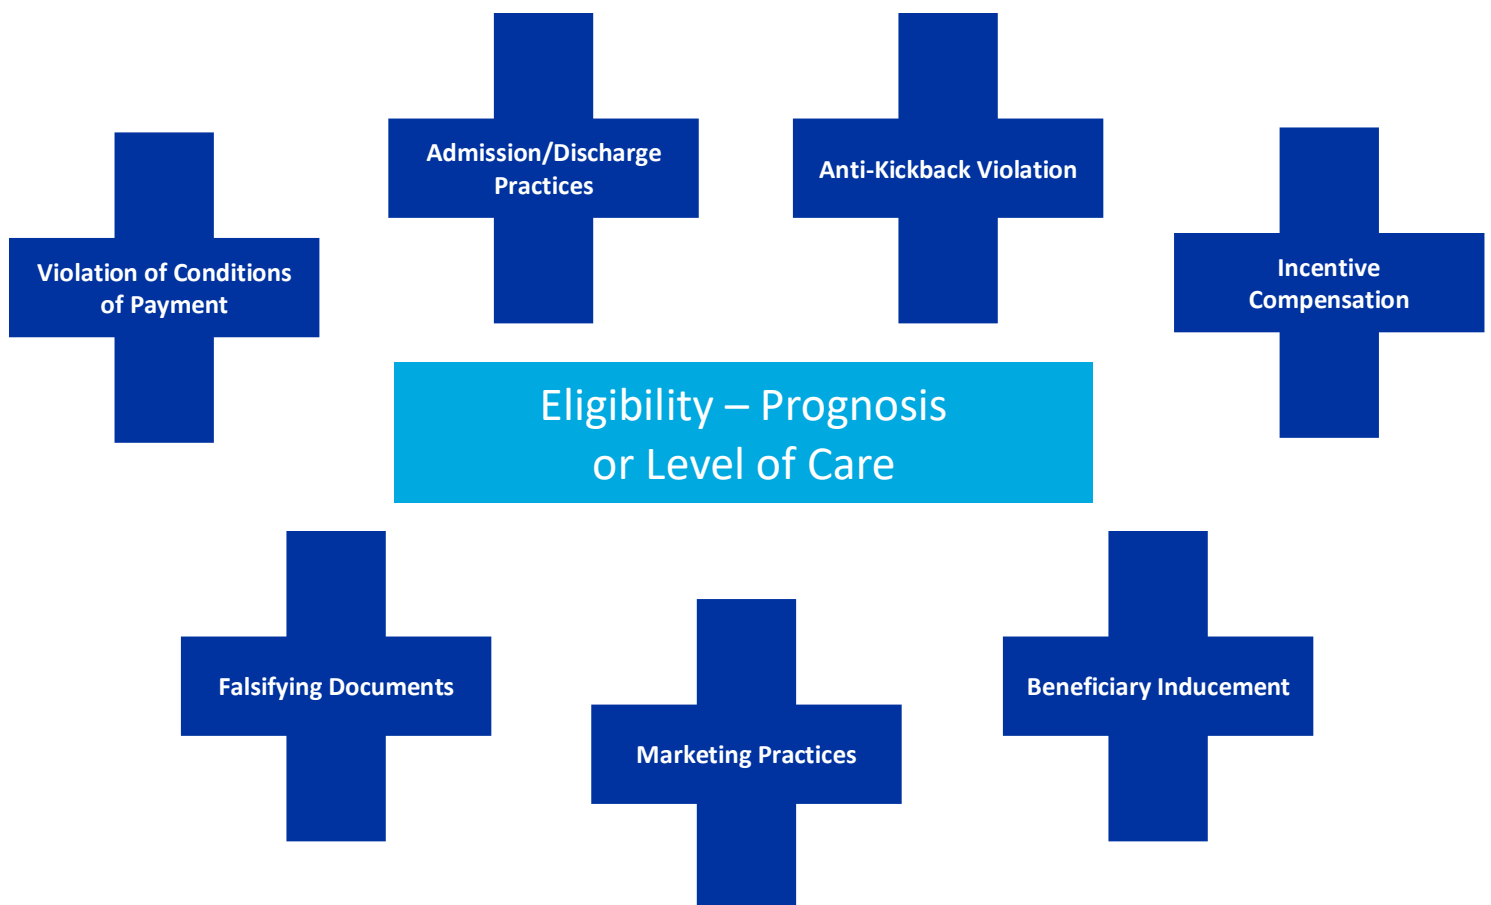 Admission/Discharge
Practices
Anti-Kickback Violation
Violation of Conditions
of Payment
Incentive
Compensation
Eligibility – Prognosis
or Level of Care
Falsifying Documents
Marketing Practices
Beneficiary Inducement